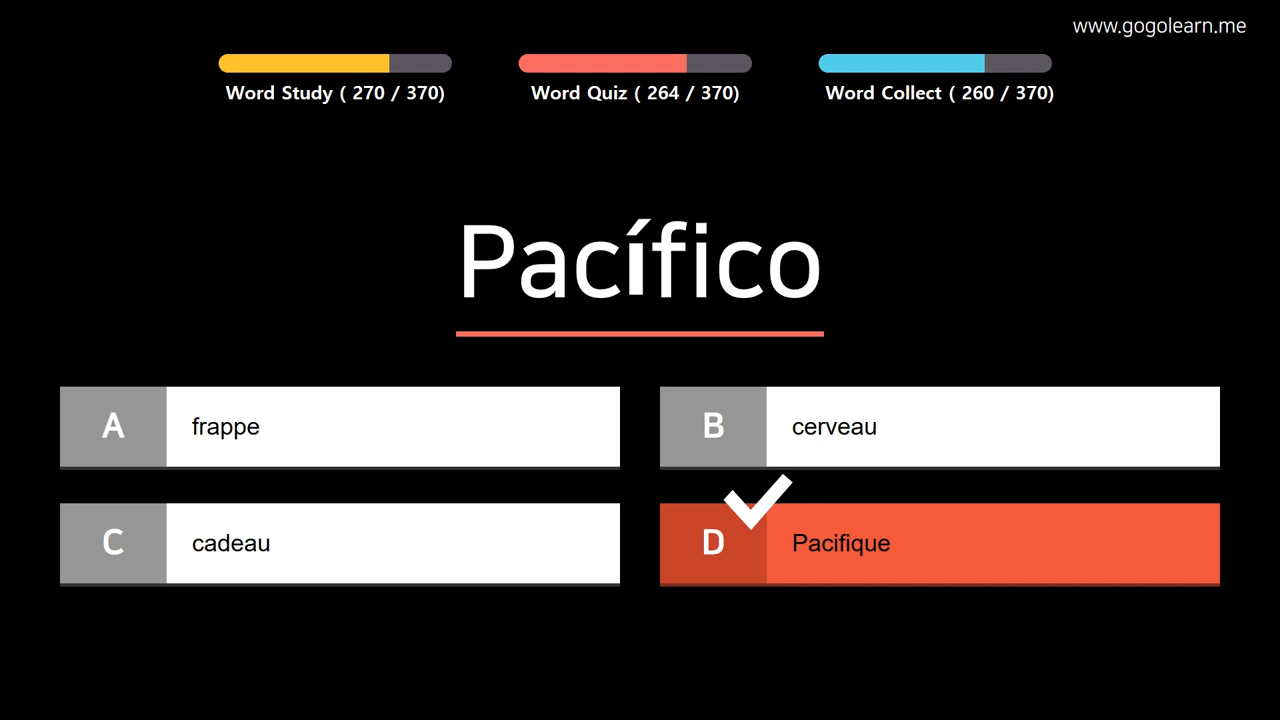 www.gogolearn.me
Word Study ( 270 / 370)
Word Quiz ( 264 / 370)
Word Collect ( 260 / 370)
Pacífico
A frappe
B cerveau
C cadeau
D Pacifique